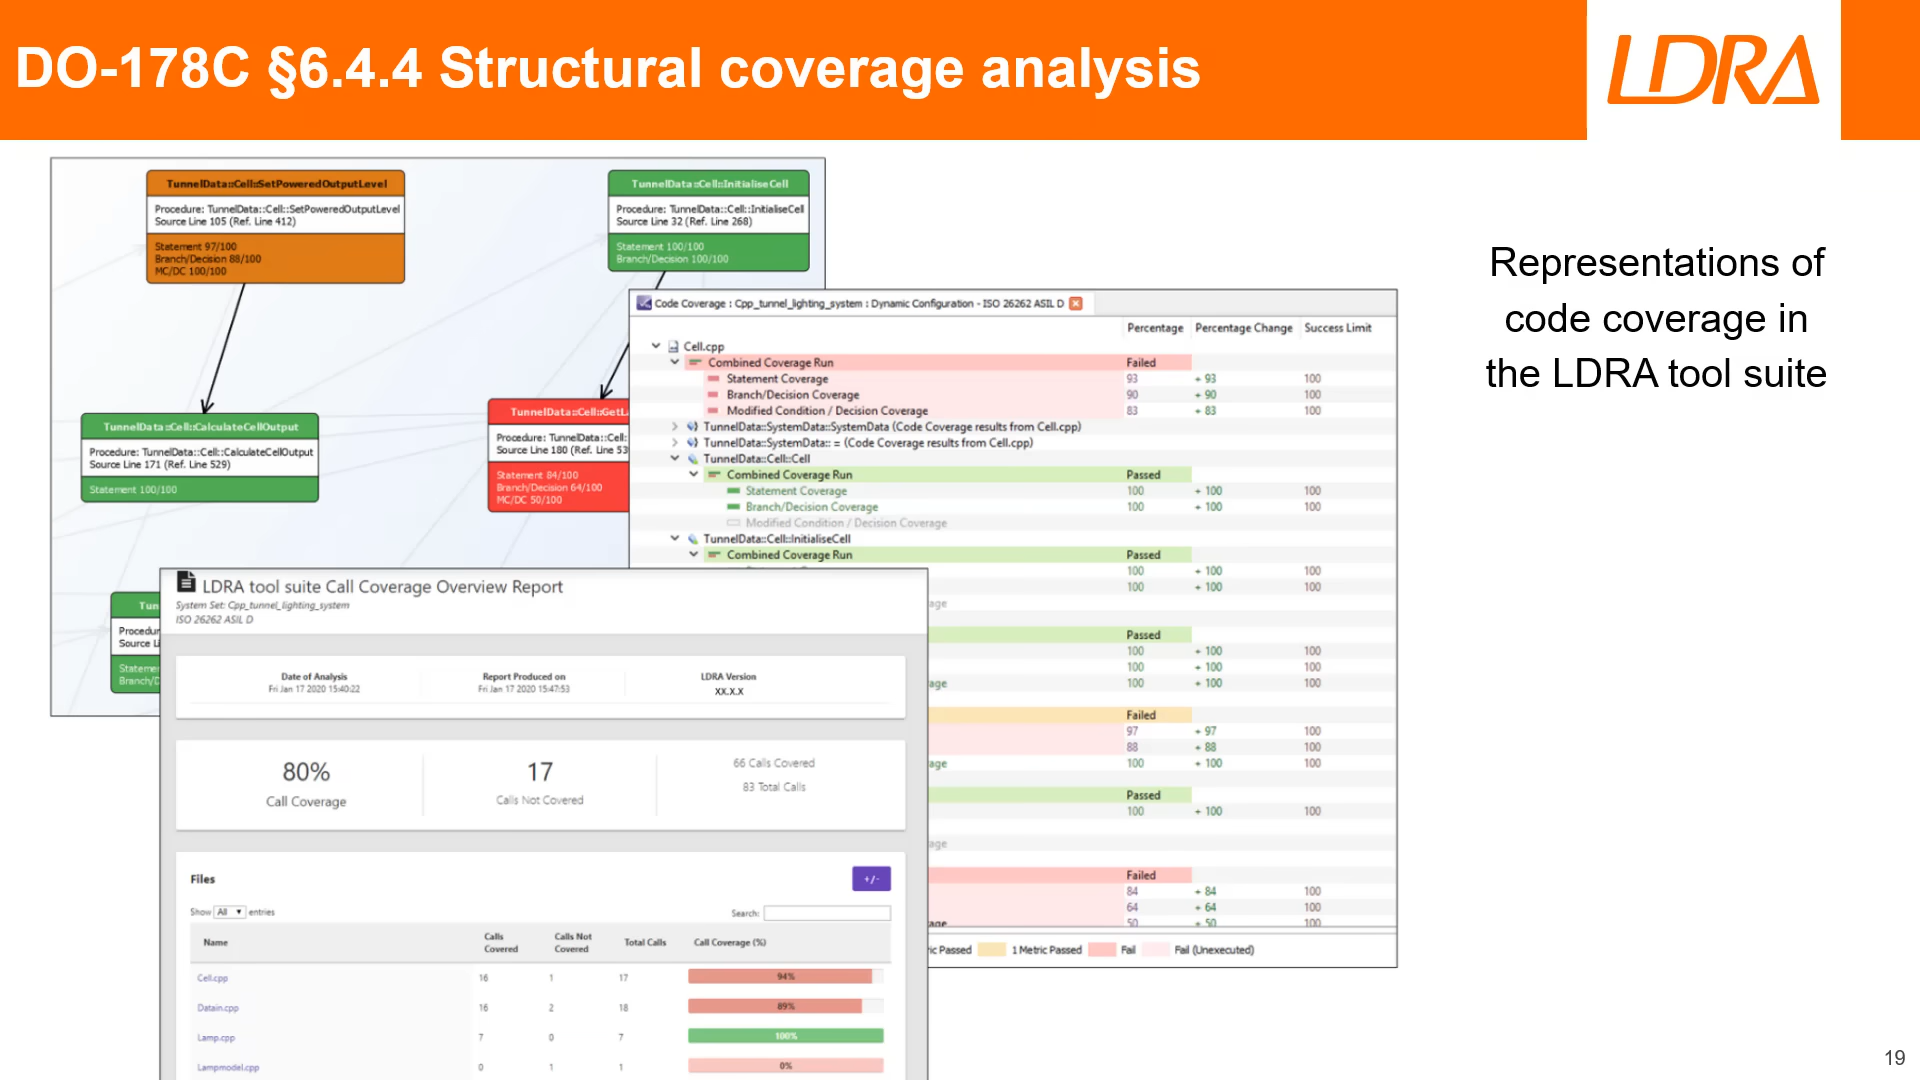 DO-178C §6.4.4 Structural coverage analysis
LDRA
TunnelData::Cell::SetPoweredOutputLevel
Procedure: TunnelData::Cell::SetPoweredOutputLevel
Source Line 105 (Ref. Line 412)
Statement 97/100
Branch/Decision 88/100
MC/DC 100/100
TunnelData::Cell::InitialiseCell
Procedure: TunnelData::Cell::InitialiseCell
Source Line 32 (Ref. Line 268)
Statement 100/100
Branch/Decision 100/100
TunnelData::Cell::CalculateCellOutput
Procedure: TunnelData::Cell::CalculateCellOutput
Source Line 171 (Ref. Line 529)
Statement 100/100
TunnelData::Cell::GetLa
Procedure: TunnelData::Cell:
Source Line 180 (Ref. Line 53
Statement 84/100
Branch/Decision 64/100
MC/DC 50/100
Tun
Procedur
Source Li
Statemer
Branch/D
Code Coverage : Cpp_tunnel_lighting_system : Dynamic Configuration - ISO 26262 ASIL D
Percentage Percentage Change Success Limit
Cell.cpp
Combined Coverage Run Failed
Statement Coverage 93 + 93 100
Branch/Decision Coverage 90 + 90 100
Modified Condition / Decision Coverage 83 + 83 100
TunnelData::SystemData::SystemData (Code Coverage results from Cell.cpp)
TunnelData::SystemData:: = (Code Coverage results from Cell.cpp)
TunnelData::Cell::Cell
Combined Coverage Run Passed
Statement Coverage 100 + 100 100
Branch/Decision Coverage 100 + 100 100
Modified Condition / Decision Coverage
TunnelData::Cell::InitialiseCell
Combined Coverage Run Passed
100 + 100 100
100 + 100 100
age
Passed
100 + 100 100
100 + 100 100
age 100 + 100 100
Failed
97 + 97 100
88 + 88 100
age 100 + 100 100
Passed
100 + 100 100
age
Failed
84 + 84 100
64 + 64 100
age 50 + 50 100
ric Passed 1 Metric Passed Fail Fail (Unexecuted)
LDRA tool suite Call Coverage Overview Report
System Set: Cpp_tunnel_lighting_system
ISO 26262 ASIL D
Date of Analysis Report Produced on LDRA Version
Fri Jan 17 2020 15:40:22 Fri Jan 17 2020 15:47:53 XX.X.X
80% 17 66 Calls Covered
Call Coverage Calls Not Covered 83 Total Calls
Files +/-
Show All entries Search:
Name Calls Covered Calls Not Covered Total Calls Call Coverage (%)
Cell.cpp 16 1 17 94%
Datain.cpp 16 2 18 89%
Lamp.cpp 7 0 7 100%
Lampmodel.cpp 0 1 1 0%
Representations of
code coverage in
the LDRA tool suite
19